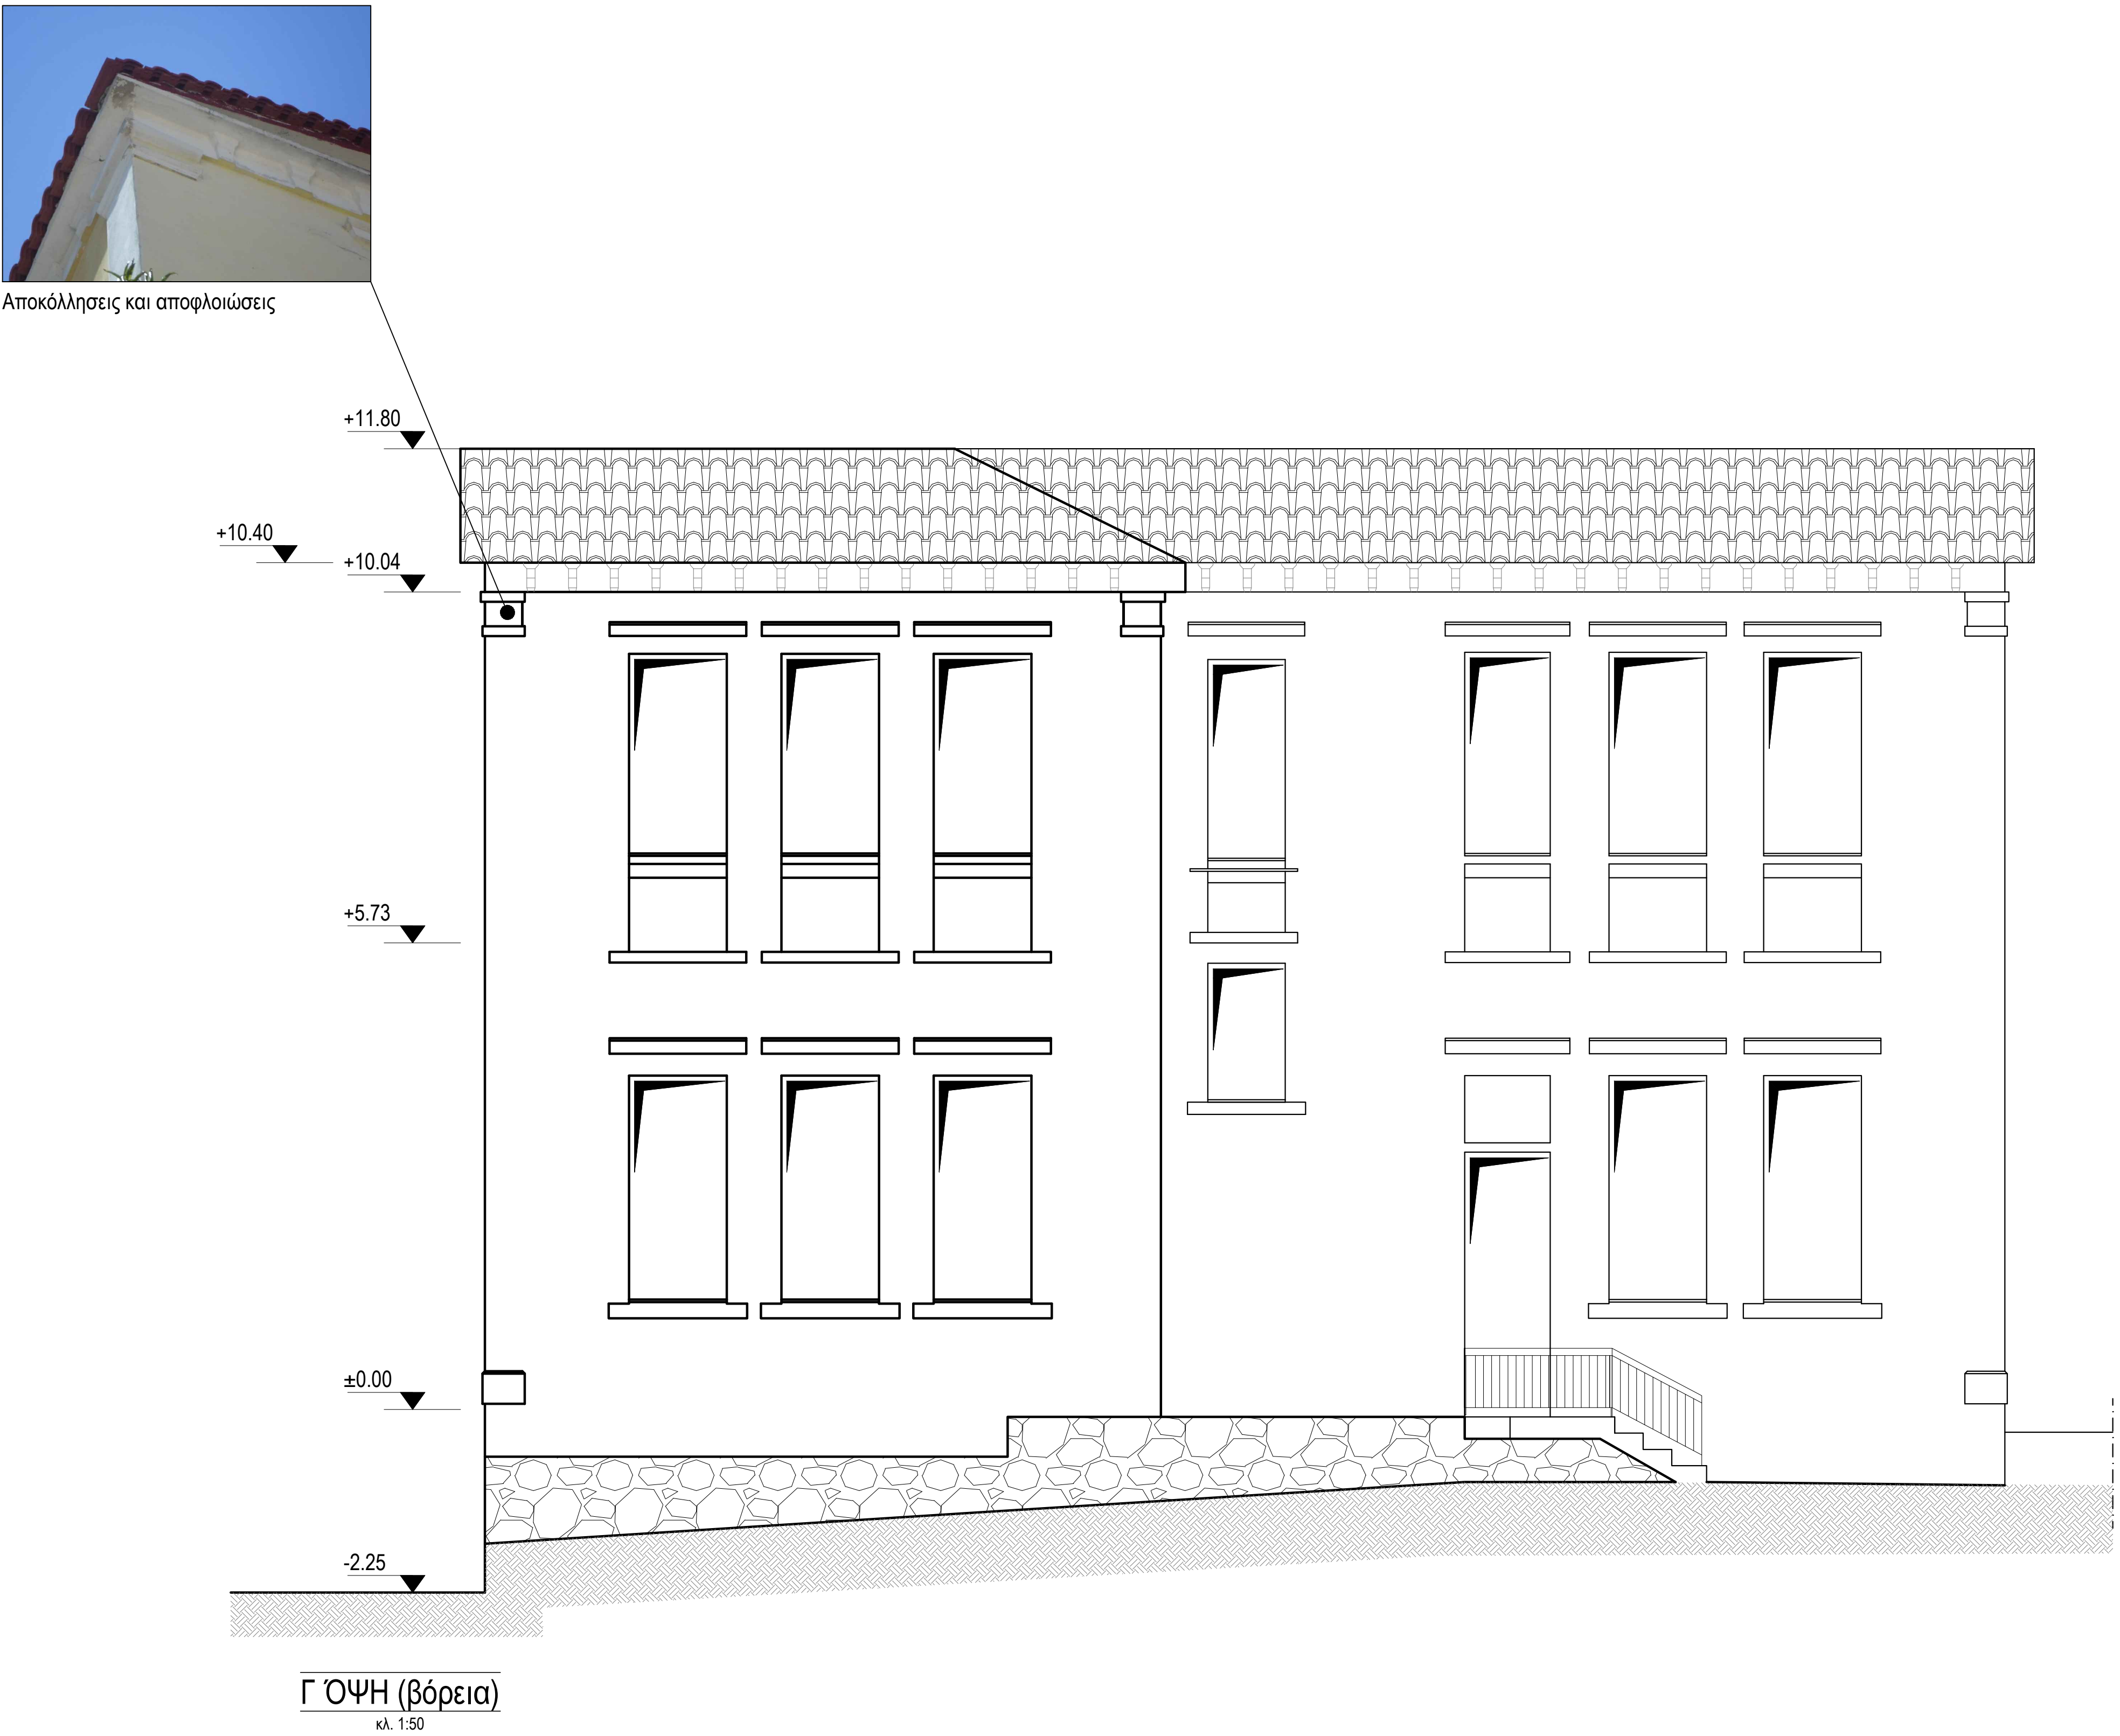 Αποκόλλησεις και αποφλοιώσεις
+11.80
+10.40
+10.04
+5.73
±0.00
-2.25
Γ ΌΨΗ (βόρεια)
κλ. 1:50